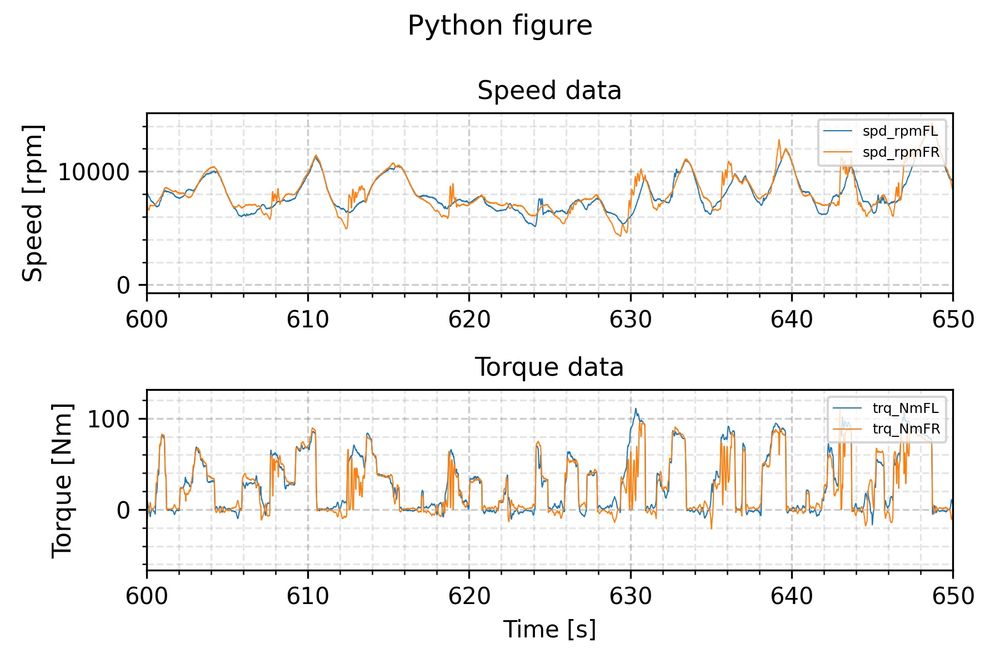 Python figure
Speed data
Speed [rpm]
10000
0
spd_rpmFL
spd_rpmFR
600 610 620 630 640 650
Torque data
Torque [Nm]
100
0
trq_NmFL
trq_NmFR
600 610 620 630 640 650
Time [s]